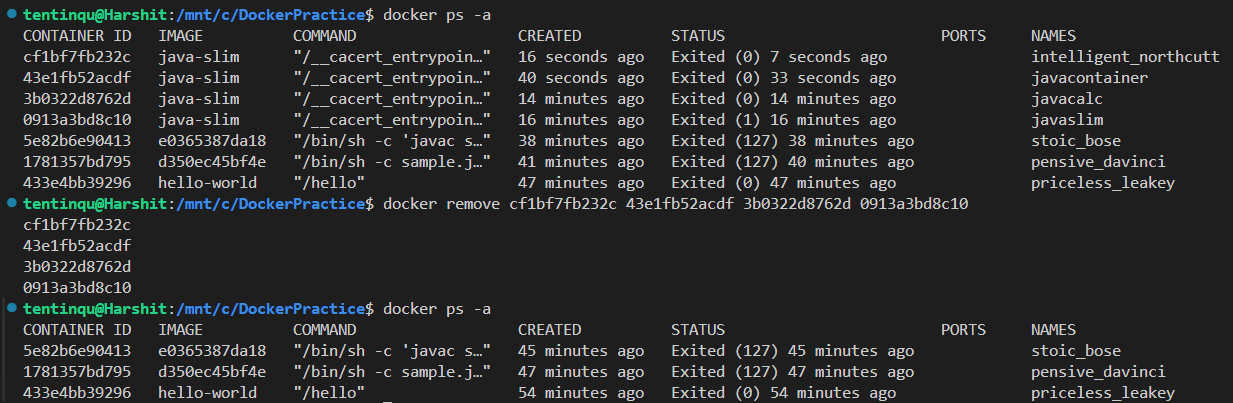 tentinqu@Harshit:/mnt/c/DockerPractice$ docker ps -a
CONTAINER ID   IMAGE          COMMAND                  CREATED          STATUS                        PORTS     NAMES
cf1bf7fb232c   java-slim      "/__cacert_entrypoin…"   16 seconds ago   Exited (0) 7 seconds ago                intelligent_northcutt
43e1fb52acdf   java-slim      "/__cacert_entrypoin…"   40 seconds ago   Exited (0) 33 seconds ago               javacontainer
3b0322d8762d   java-slim      "/__cacert_entrypoin…"   14 minutes ago   Exited (0) 14 minutes ago               javacalc
0913a3bd8c10   java-slim      "/__cacert_entrypoin…"   16 minutes ago   Exited (1) 16 minutes ago               javaslim
5e82b6e90413   e0365387da18   "/bin/sh -c 'javac s…"   38 minutes ago   Exited (127) 38 minutes ago             stoic_bose
1781357bd795   d350ec45bf4e   "/bin/sh -c sample.j…"   41 minutes ago   Exited (127) 40 minutes ago             pensive_davinci
433e4bb39296   hello-world    "/hello"                 47 minutes ago   Exited (0) 47 minutes ago               priceless_leakey
tentinqu@Harshit:/mnt/c/DockerPractice$ docker remove cf1bf7fb232c 43e1fb52acdf 3b0322d8762d 0913a3bd8c10
cf1bf7fb232c
43e1fb52acdf
3b0322d8762d
0913a3bd8c10
tentinqu@Harshit:/mnt/c/DockerPractice$ docker ps -a
CONTAINER ID   IMAGE          COMMAND                  CREATED          STATUS                        PORTS     NAMES
5e82b6e90413   e0365387da18   "/bin/sh -c 'javac s…"   45 minutes ago   Exited (127) 45 minutes ago             stoic_bose
1781357bd795   d350ec45bf4e   "/bin/sh -c sample.j…"   47 minutes ago   Exited (127) 47 minutes ago             pensive_davinci
433e4bb39296   hello-world    "/hello"                 54 minutes ago   Exited (0) 54 minutes ago               priceless_leakey